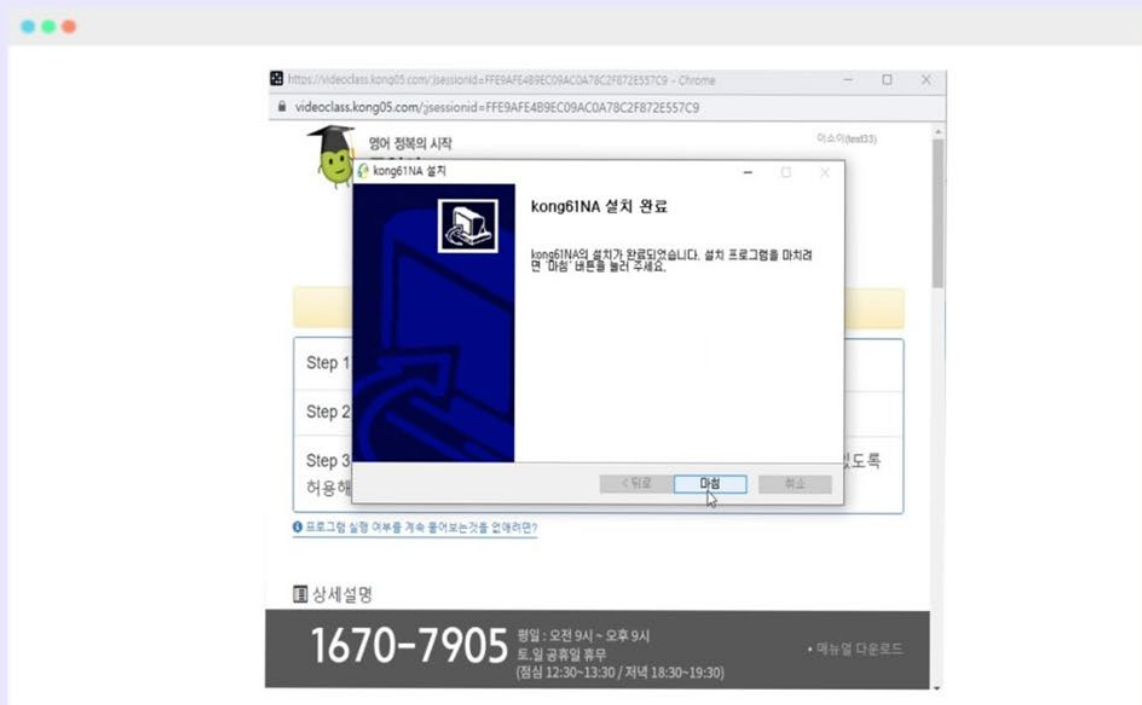 https://videoclass.kong05.com/;jsessionid=FFE9AFE4B9EC09AC0A78C2F872E557C9 - Chrome
videoclass.kong05.com/;jsessionid=FFE9AFE4B9EC09AC0A78C2F872E557C9
영어 정복의 시작
이소이(test33)
kong61NA 설치
kong61NA 설치 완료
kong61NA의 설치가 완료되었습니다. 설치 프로그램을 마치려
면 '마침' 버튼을 눌러 주세요.
Step 1
Step 2
Step 3
있도록
허용해
< 뒤로
마침
취소
프로그램 실행 여부를 계속 물어보는것을 없애려면?
상세설명
1670-7905
평일 : 오전 9시 ~ 오후 9시
토.일 공휴일 휴무
(점심 12:30~13:30 / 저녁 18:30~19:30)
• 매뉴얼 다운로드